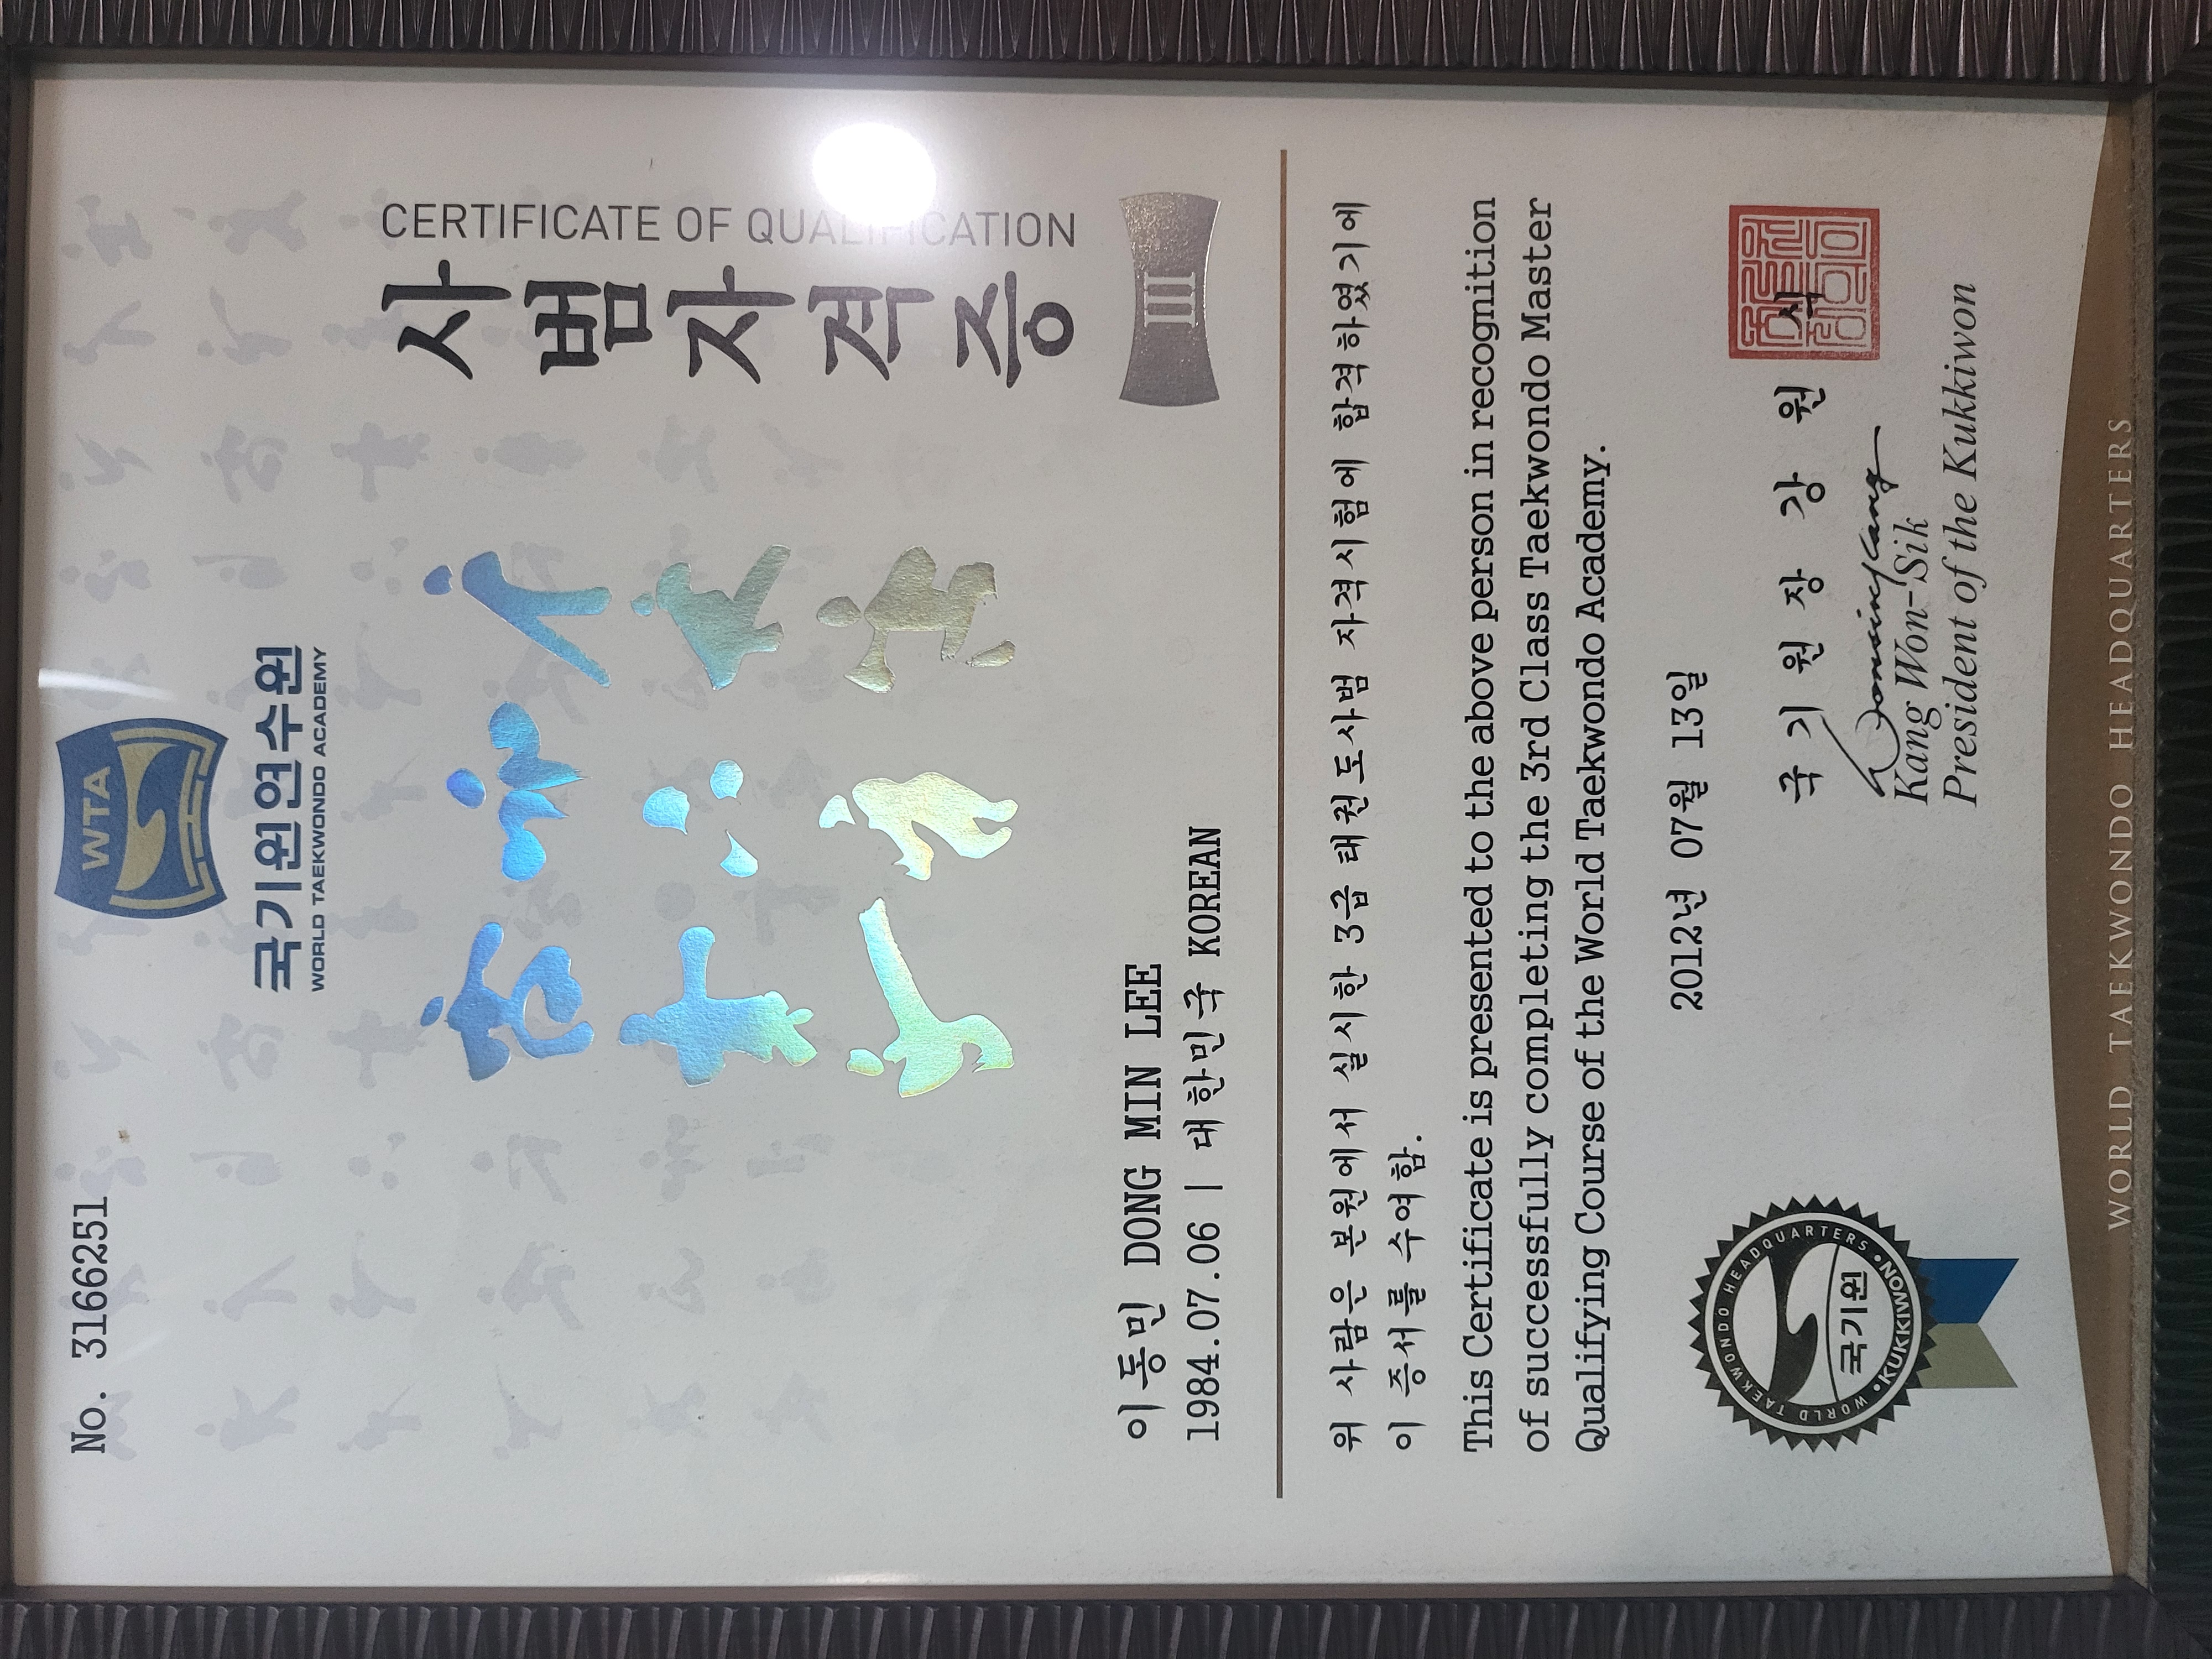 No. 3166251
WTA
국기원연수원
WORLD TAEKWONDO ACADEMY
CERTIFICATE OF QUALIFICATION
사범자격증
III
이동민 DONG MIN LEE
1984.07.06 | 대한민국 KOREAN
위 사람은 본원에서 실시한 3급 태권도사범 자격시험에 합격하였기에
이 증서를 수여함.
This Certificate is presented to the above person in recognition
of successfully completing the 3rd Class Taekwondo Master
Qualifying Course of the World Taekwondo Academy.
2012년 07월 13일
국기원장 강원식
Kang Won-Sik
President of the Kukkiwon
WORLD TAEKWONDO HEADQUARTERS
국기원
KUKKIWON
WORLD TAEKWONDO HEADQUARTERS